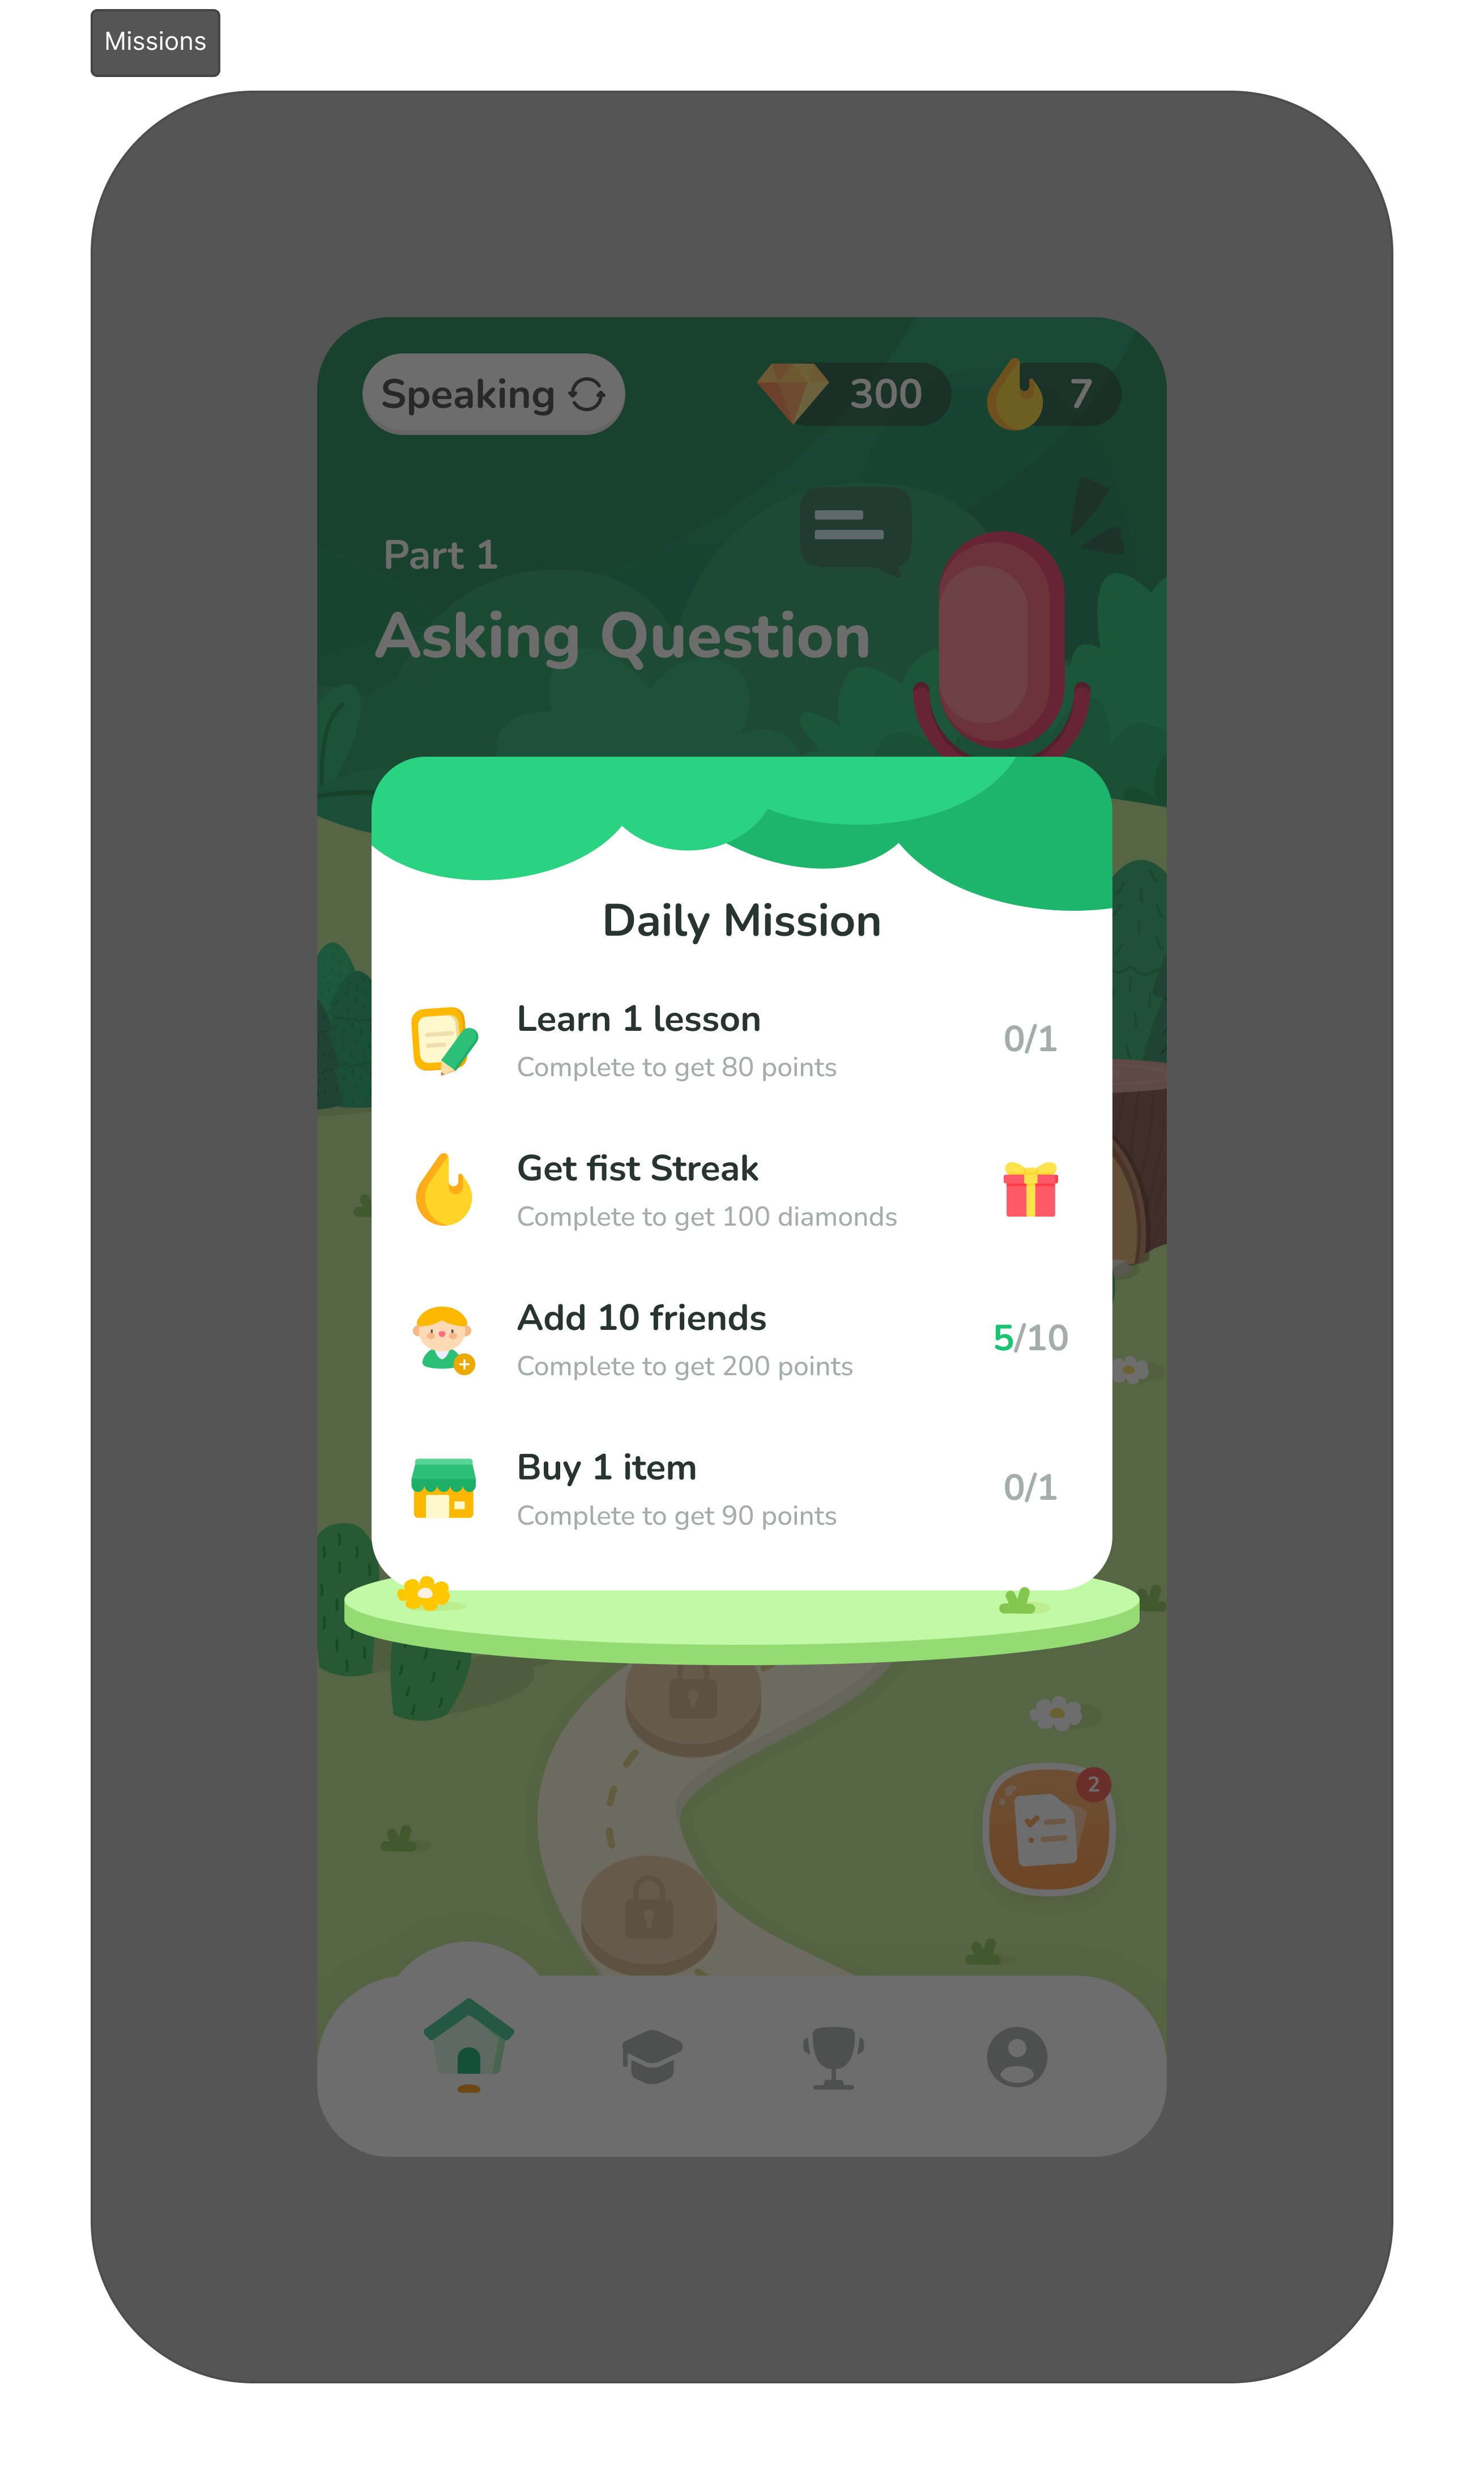 Missions
Speaking
300
7
Part 1
Asking Question
Daily Mission
Learn 1 lesson
Complete to get 80 points
0/1
Get fist Streak
Complete to get 100 diamonds
Add 10 friends
Complete to get 200 points
5/10
Buy 1 item
Complete to get 90 points
0/1
2